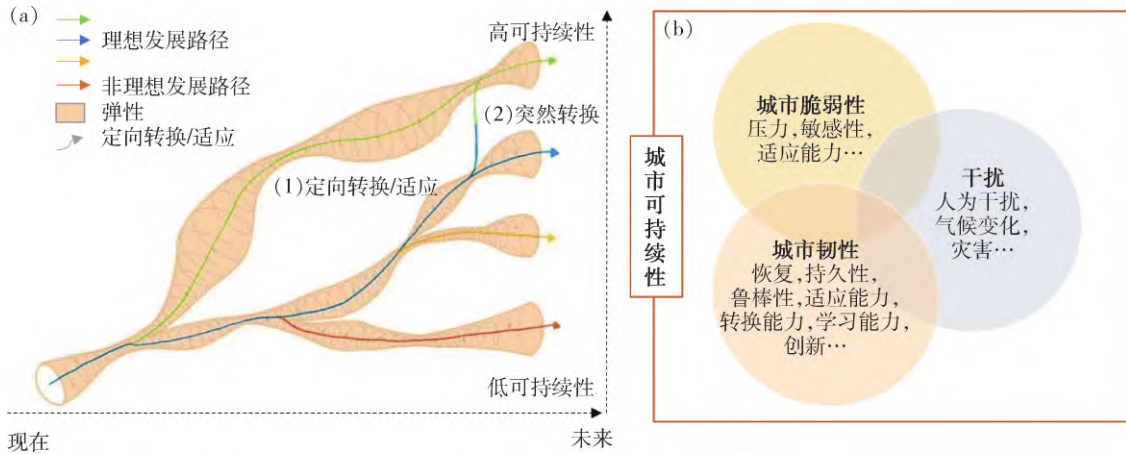 (a)
理想发展路径
非理想发展路径
弹性
定向转换/适应
高可持续性
(2)突然转换
(1)定向转换/适应
低可持续性
现在
未来
(b)
城市可持续性
城市脆弱性
压力,敏感性,
适应能力…
干扰
人为干扰,
气候变化,
灾害…
城市韧性
恢复,持久性,
鲁棒性,适应能力,
转换能力,学习能力,
创新…